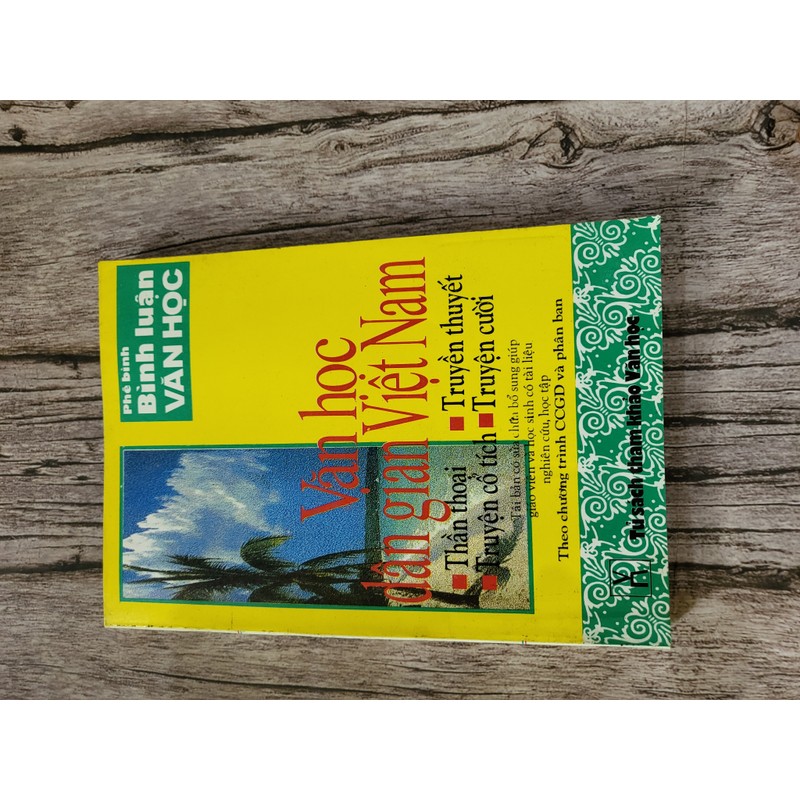 Phê bình
Bình luận
VĂN HỌC
Văn học
dân gian Việt Nam
Thần thoại
Truyền thuyết
Truyện cổ tích
Truyện cười
Tái bản có sửa chữa bổ sung giúp
giáo viên và học sinh có tài liệu
nghiên cứu, học tập
Theo chương trình CCGD và phân ban
Tủ sách tham khảo Văn học